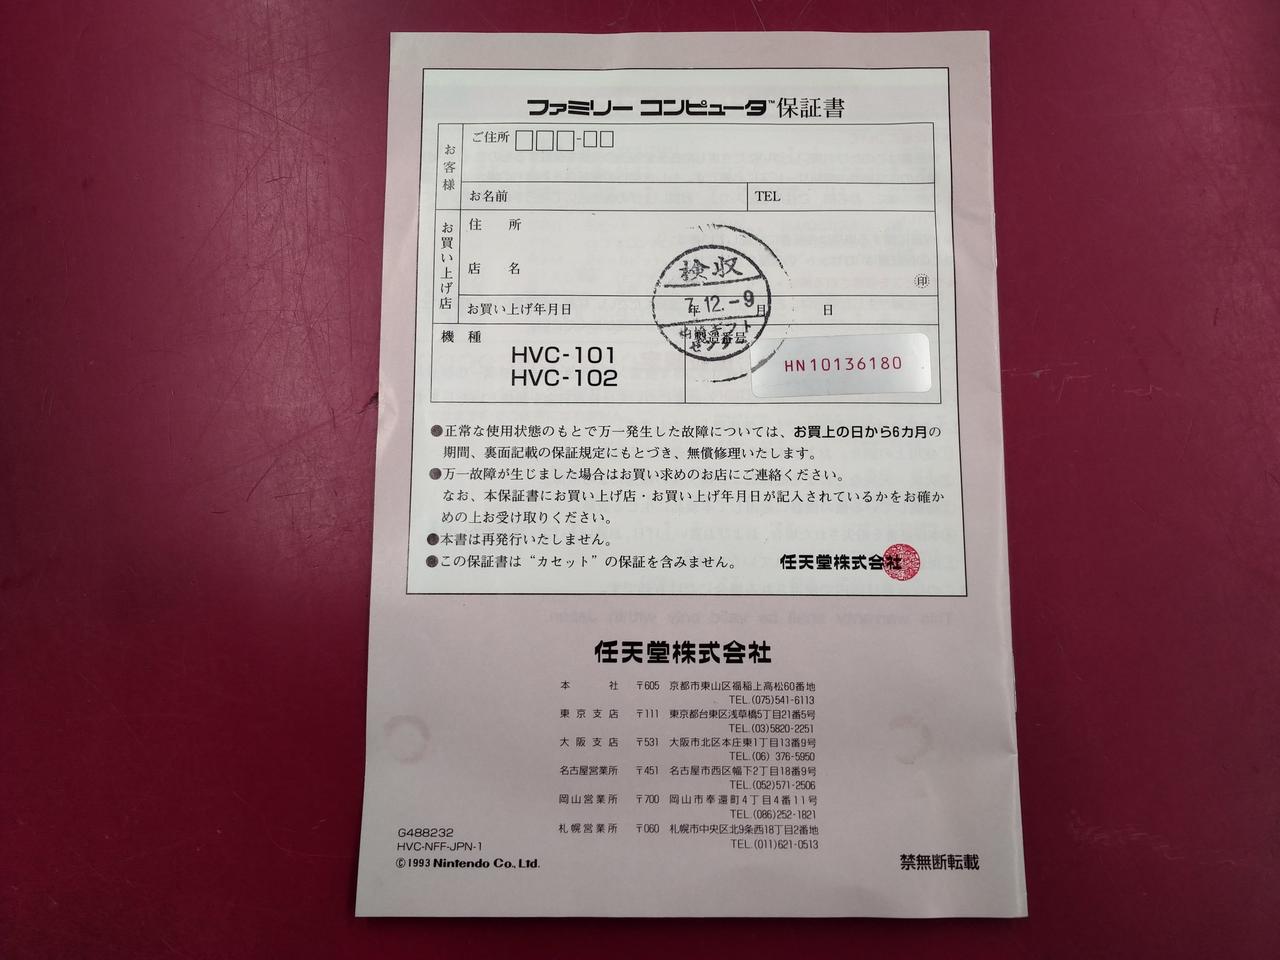 ファミリーコンピュータ™保証書
お客様
ご住所 □□□-□□
お名前
TEL
お買い上げ店
住所
店名
印
お買い上げ年月日 年 月 日
検収
7.12.-9
機種
HVC-101
HVC-102
製造番号
HN10136180
●正常な使用状態のもとで万一発生した故障については、お買上の日から6カ月の
期間、裏面記載の保証規定にもとづき、無償修理いたします。
●万一故障が生じました場合はお買い求めのお店にご連絡ください。
なお、本保証書にお買い上げ店・お買い上げ年月日が記入されているかをお確か
めの上お受け取りください。
●本書は再発行いたしません。
●この保証書は“カセット”の保証を含みません。
任天堂株式会社
任天堂株式会社
本社 〒605 京都市東山区福稲上高松60番地
TEL.(075)541-6113
東京支店 〒111 東京都台東区浅草橋5丁目21番5号
TEL.(03)5820-2251
大阪支店 〒531 大阪市北区本庄東1丁目13番9号
TEL.(06) 376-5950
名古屋営業所 〒451 名古屋市西区幅下2丁目18番9号
TEL.(052)571-2506
岡山営業所 〒700 岡山市奉還町4丁目4番11号
TEL.(086)252-1821
札幌営業所 〒060 札幌市中央区北9条西18丁目2番地
TEL.(011)621-0513
G488232
HVC-NFF-JPN-1
©1993 Nintendo Co., Ltd.
禁無断転載